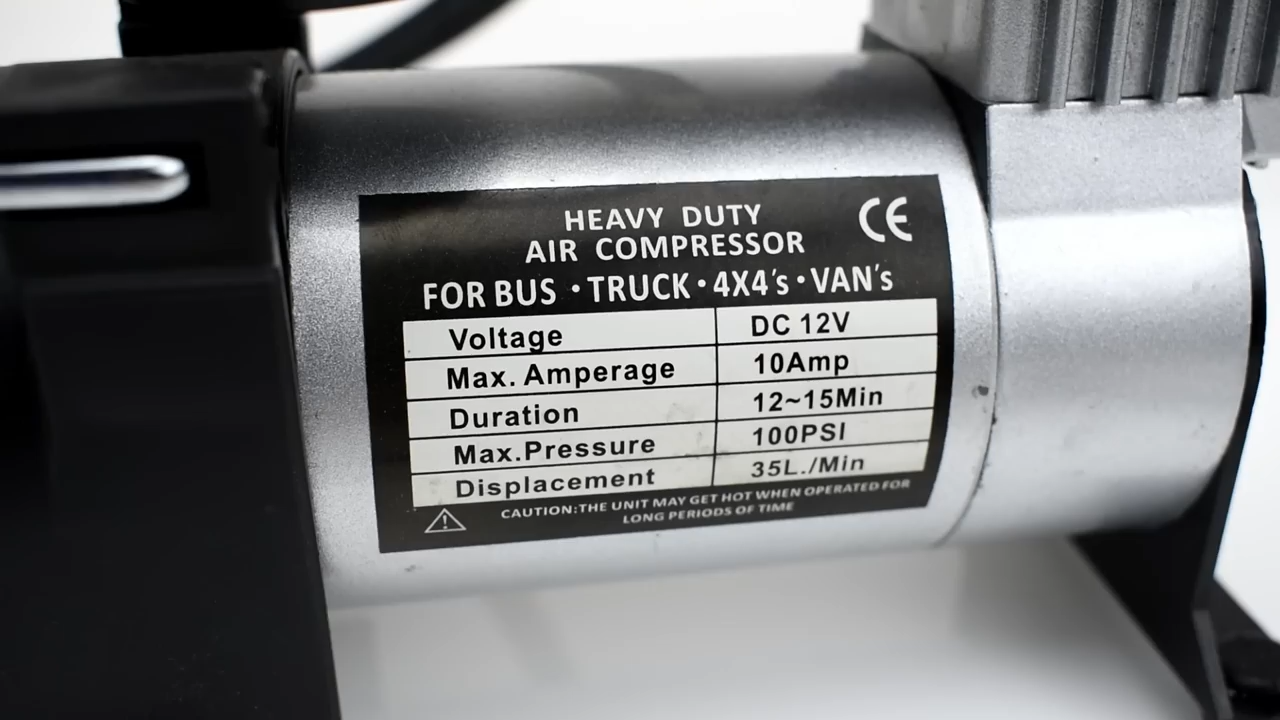 HEAVY DUTY
AIR COMPRESSOR
CE
FOR BUS • TRUCK • 4X4's • VAN's
Voltage DC 12V
Max. Amperage 10Amp
Duration 12~15Min
Max.Pressure 100PSI
Displacement 35L./Min
CAUTION:THE UNIT MAY GET HOT WHEN OPERATED FOR
LONG PERIODS OF TIME